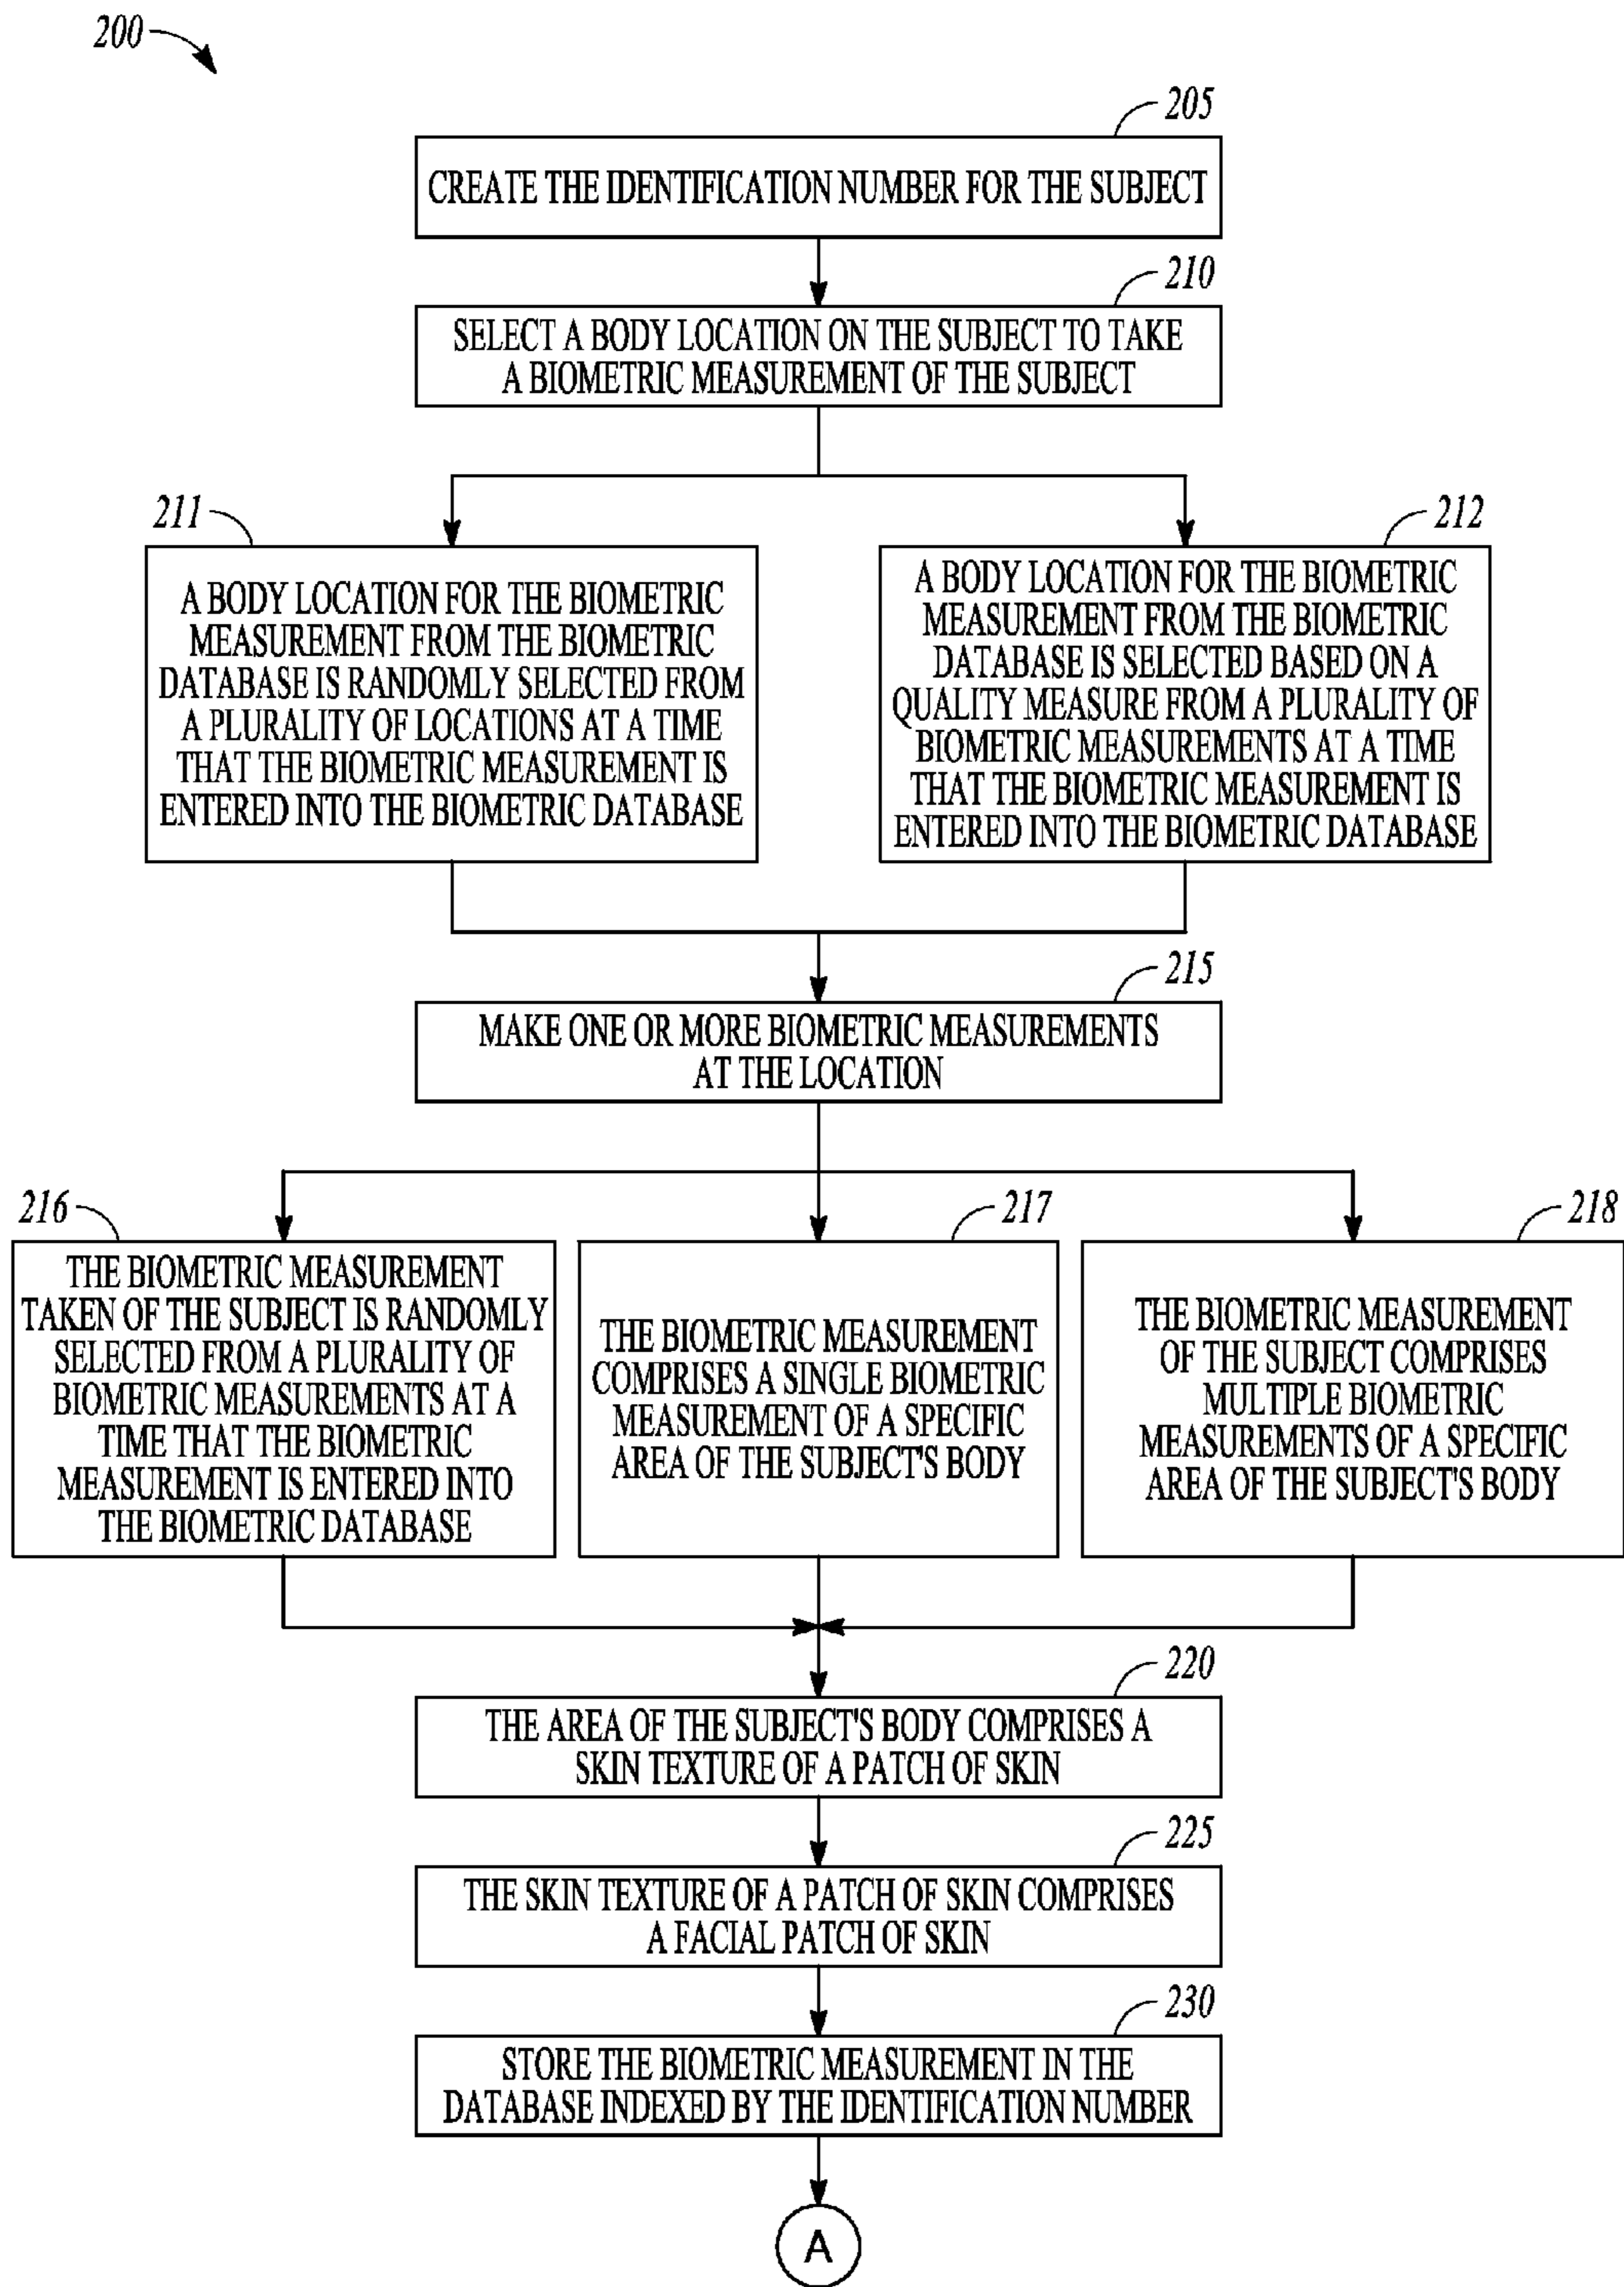 200
205
CREATE THE IDENTIFICATION NUMBER FOR THE SUBJECT
210
SELECT A BODY LOCATION ON THE SUBJECT TO TAKE
A BIOMETRIC MEASUREMENT OF THE SUBJECT
211
A BODY LOCATION FOR THE BIOMETRIC
MEASUREMENT FROM THE BIOMETRIC
DATABASE IS RANDOMLY SELECTED FROM
A PLURALITY OF LOCATIONS AT A TIME
THAT THE BIOMETRIC MEASUREMENT IS
ENTERED INTO THE BIOMETRIC DATABASE
212
A BODY LOCATION FOR THE BIOMETRIC
MEASUREMENT FROM THE BIOMETRIC
DATABASE IS SELECTED BASED ON A
QUALITY MEASURE FROM A PLURALITY OF
BIOMETRIC MEASUREMENTS AT A TIME
THAT THE BIOMETRIC MEASUREMENT IS
ENTERED INTO THE BIOMETRIC DATABASE
215
MAKE ONE OR MORE BIOMETRIC MEASUREMENTS
AT THE LOCATION
216
THE BIOMETRIC MEASUREMENT
TAKEN OF THE SUBJECT IS RANDOMLY
SELECTED FROM A PLURALITY OF
BIOMETRIC MEASUREMENTS AT A
TIME THAT THE BIOMETRIC
MEASUREMENT IS ENTERED INTO
THE BIOMETRIC DATABASE
217
THE BIOMETRIC MEASUREMENT
COMPRISES A SINGLE BIOMETRIC
MEASUREMENT OF A SPECIFIC
AREA OF THE SUBJECT'S BODY
218
THE BIOMETRIC MEASUREMENT
OF THE SUBJECT COMPRISES
MULTIPLE BIOMETRIC
MEASUREMENTS OF A SPECIFIC
AREA OF THE SUBJECT'S BODY
220
THE AREA OF THE SUBJECT'S BODY COMPRISES A
SKIN TEXTURE OF A PATCH OF SKIN
225
THE SKIN TEXTURE OF A PATCH OF SKIN COMPRISES
A FACIAL PATCH OF SKIN
230
STORE THE BIOMETRIC MEASUREMENT IN THE
DATABASE INDEXED BY THE IDENTIFICATION NUMBER
A